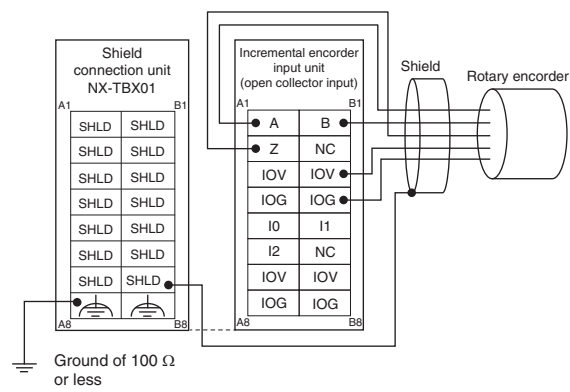 Shield
connection unit
NX-TBX01
A1 B1
SHLD SHLD
SHLD SHLD
SHLD SHLD
SHLD SHLD
SHLD SHLD
SHLD SHLD
SHLD SHLD
A8 B8
Ground of 100 Ω
or less
Incremental encorder
input unit
(open collector input)
A1 B1
A B
Z NC
IOV IOV
IOG IOG
I0 I1
I2 NC
IOV IOV
IOG IOG
A8 B8
Shield
Rotary encorder